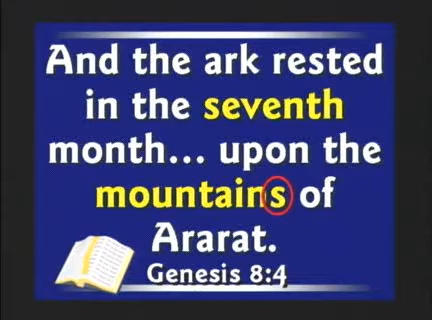 And the ark rested
in the seventh
month... upon the
mountains of
Ararat.
Genesis 8:4